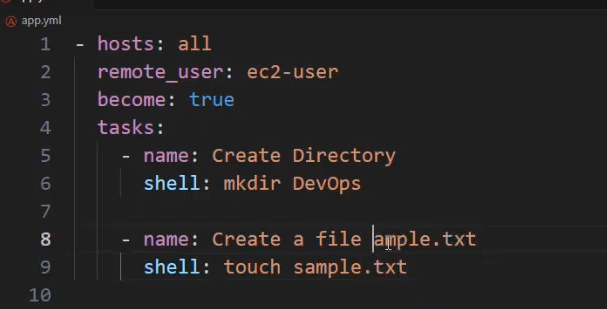 app.yml
1 - hosts: all
2 remote_user: ec2-user
3 become: true
4 tasks:
5 - name: Create Directory
6 shell: mkdir DevOps
7
8 - name: Create a file ample.txt
9 shell: touch sample.txt
10